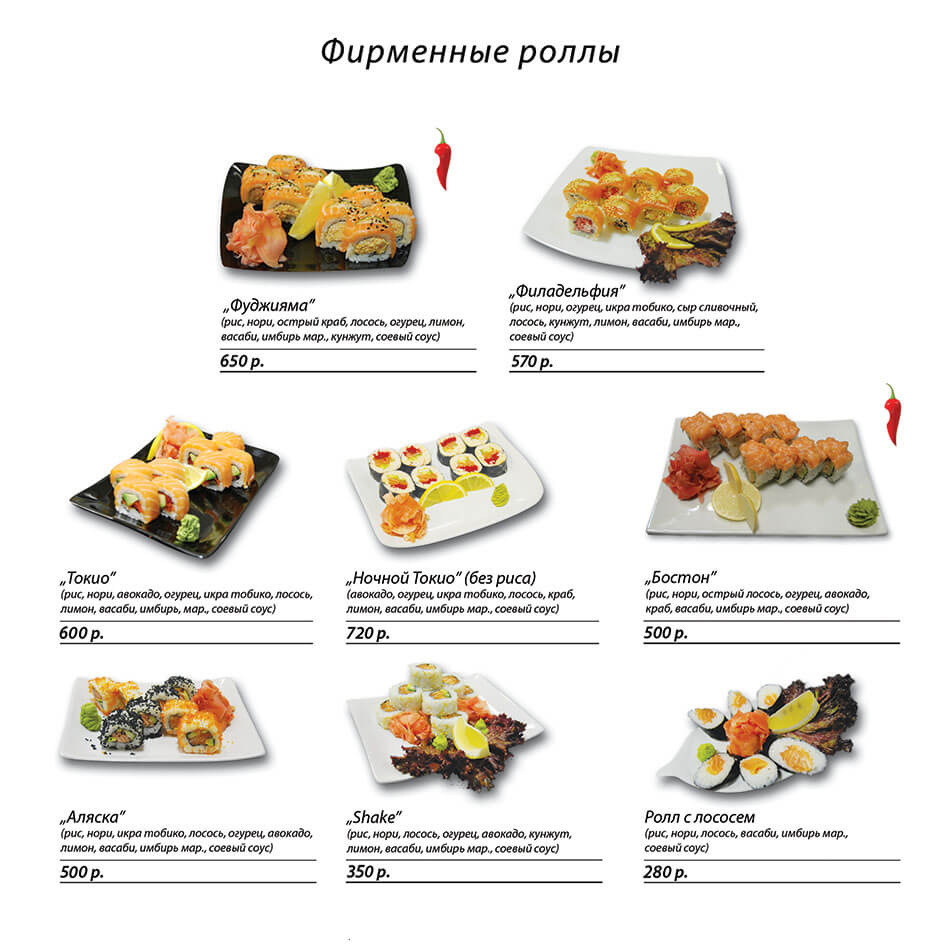 Фирменные роллы
„Фуджияма”
(рис, нори, острый краб, лосось, огурец, лимон,
васаби, имбирь мар., кунжут, соевый соус)
650 р.
„Филадельфия”
(рис, нори, огурец, икра тобико, сыр сливочный,
лосось, кунжут, лимон, васаби, имбирь мар.,
соевый соус)
570 р.
„Токио”
(рис, нори, авокадо, огурец, икра тобико, лосось,
лимон, васаби, имбирь, мар., соевый соус)
600 р.
„Ночной Токио” (без риса)
(авокадо, огурец, икра тобико, лосось, краб,
лимон, васаби, имбирь мар., соевый соус)
720 р.
„Бостон”
(рис, нори, острый лосось, огурец, авокадо,
краб, васаби, имбирь мар., соевый соус)
500 р.
„Аляска”
(рис, нори, икра тобико, лосось, огурец, авокадо,
лимон, васаби, имбирь мар., соевый соус)
500 р.
„Shake”
(рис, нори, лосось, огурец, авокадо, кунжут,
лимон, васаби, имбирь мар., соевый соус)
350 р.
Ролл с лососем
(рис, нори, лосось, васаби, имбирь мар.,
соевый соус)
280 р.